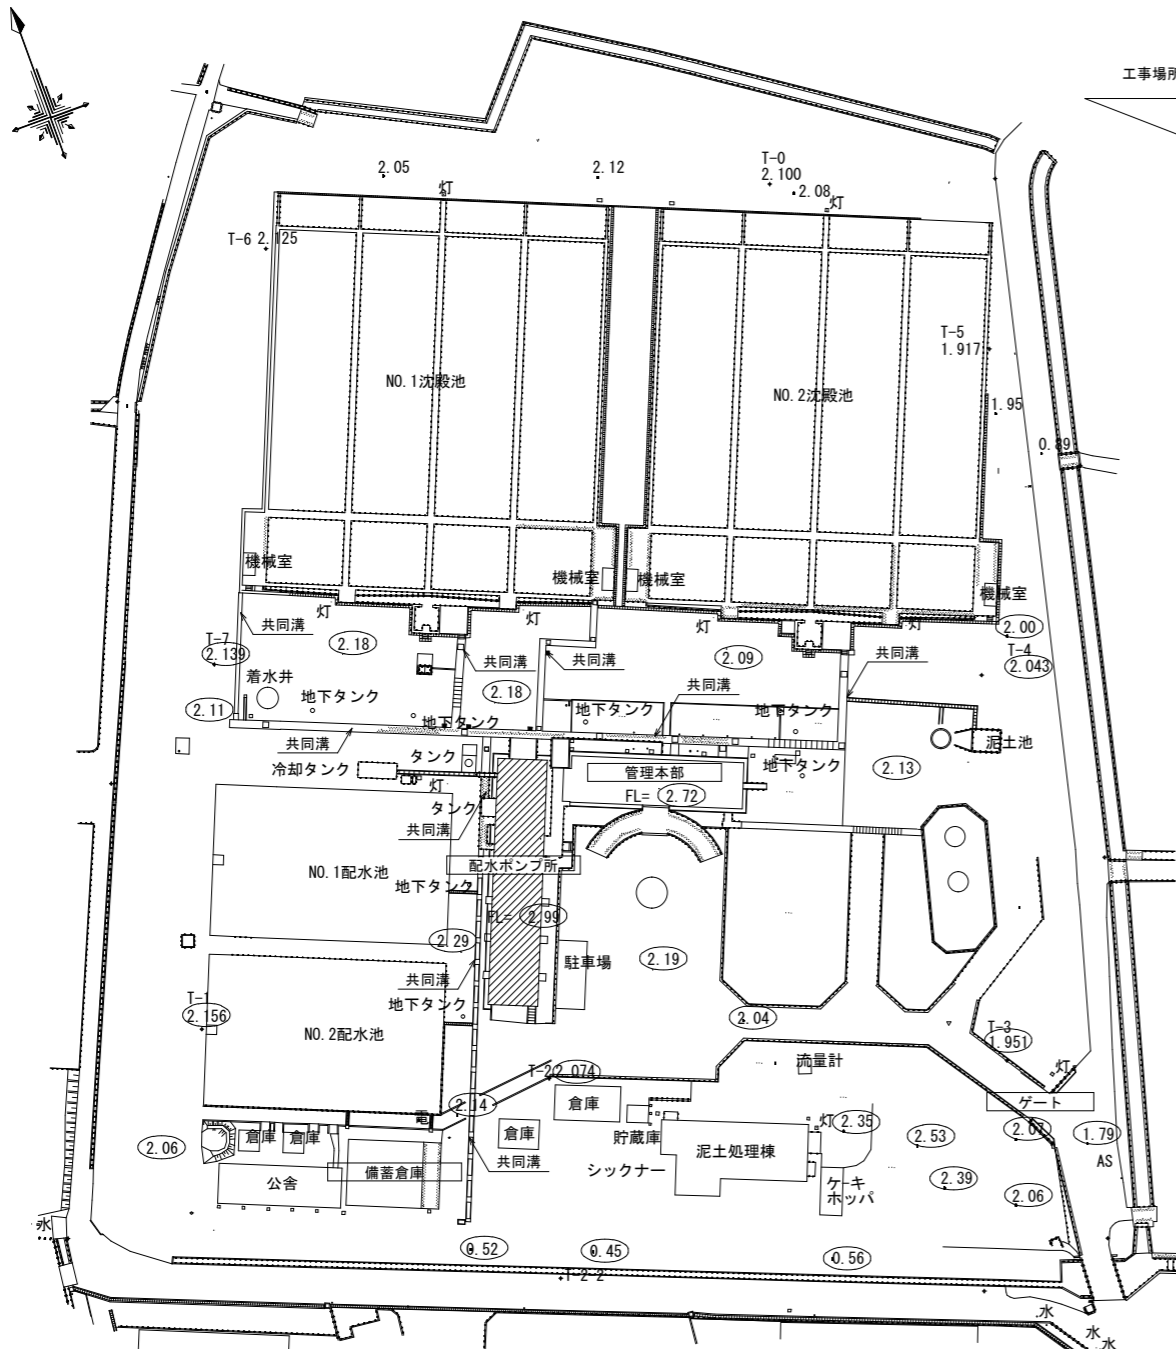 工事場所
T-0
2.05
2.12
2.100
2.08
灯
灯
T-6 2.125
T-5
1.917
NO.1沈殿池
NO.2沈殿池
1.95
0.89
機械室
機械室
機械室
機械室
灯
灯
灯
灯
共同溝
2.00
T-7
2.139
2.18
2.09
共同溝
共同溝
共同溝
T-4
2.043
着水井
2.18
共同溝
地下タンク
2.11
地下タンク
地下タンク
地下タンク
共同溝
タンク
冷却タンク
泥土池
管理本部
地下タンク
2.13
灯
FL= 2.72
タンク
共同溝
配水ポンプ所
NO.1配水池
地下タンク
FL= 2.99
2.29
2.19
駐車場
共同溝
T-1
2.156
地下タンク
2.04
NO.2配水池
T-3
1.951
流量計
T-2 2.074
灯
ゲート
電
2.14
倉庫
2.35
2.07
1.79
2.06
倉庫
倉庫
倉庫
貯蔵庫
灯
2.53
AS
共同溝
シックナー
泥土処理棟
備蓄倉庫
公舎
ケーキ
ホッパ
2.39
2.06
水
0.52
0.45
0.56
T-2-2
水
水
水